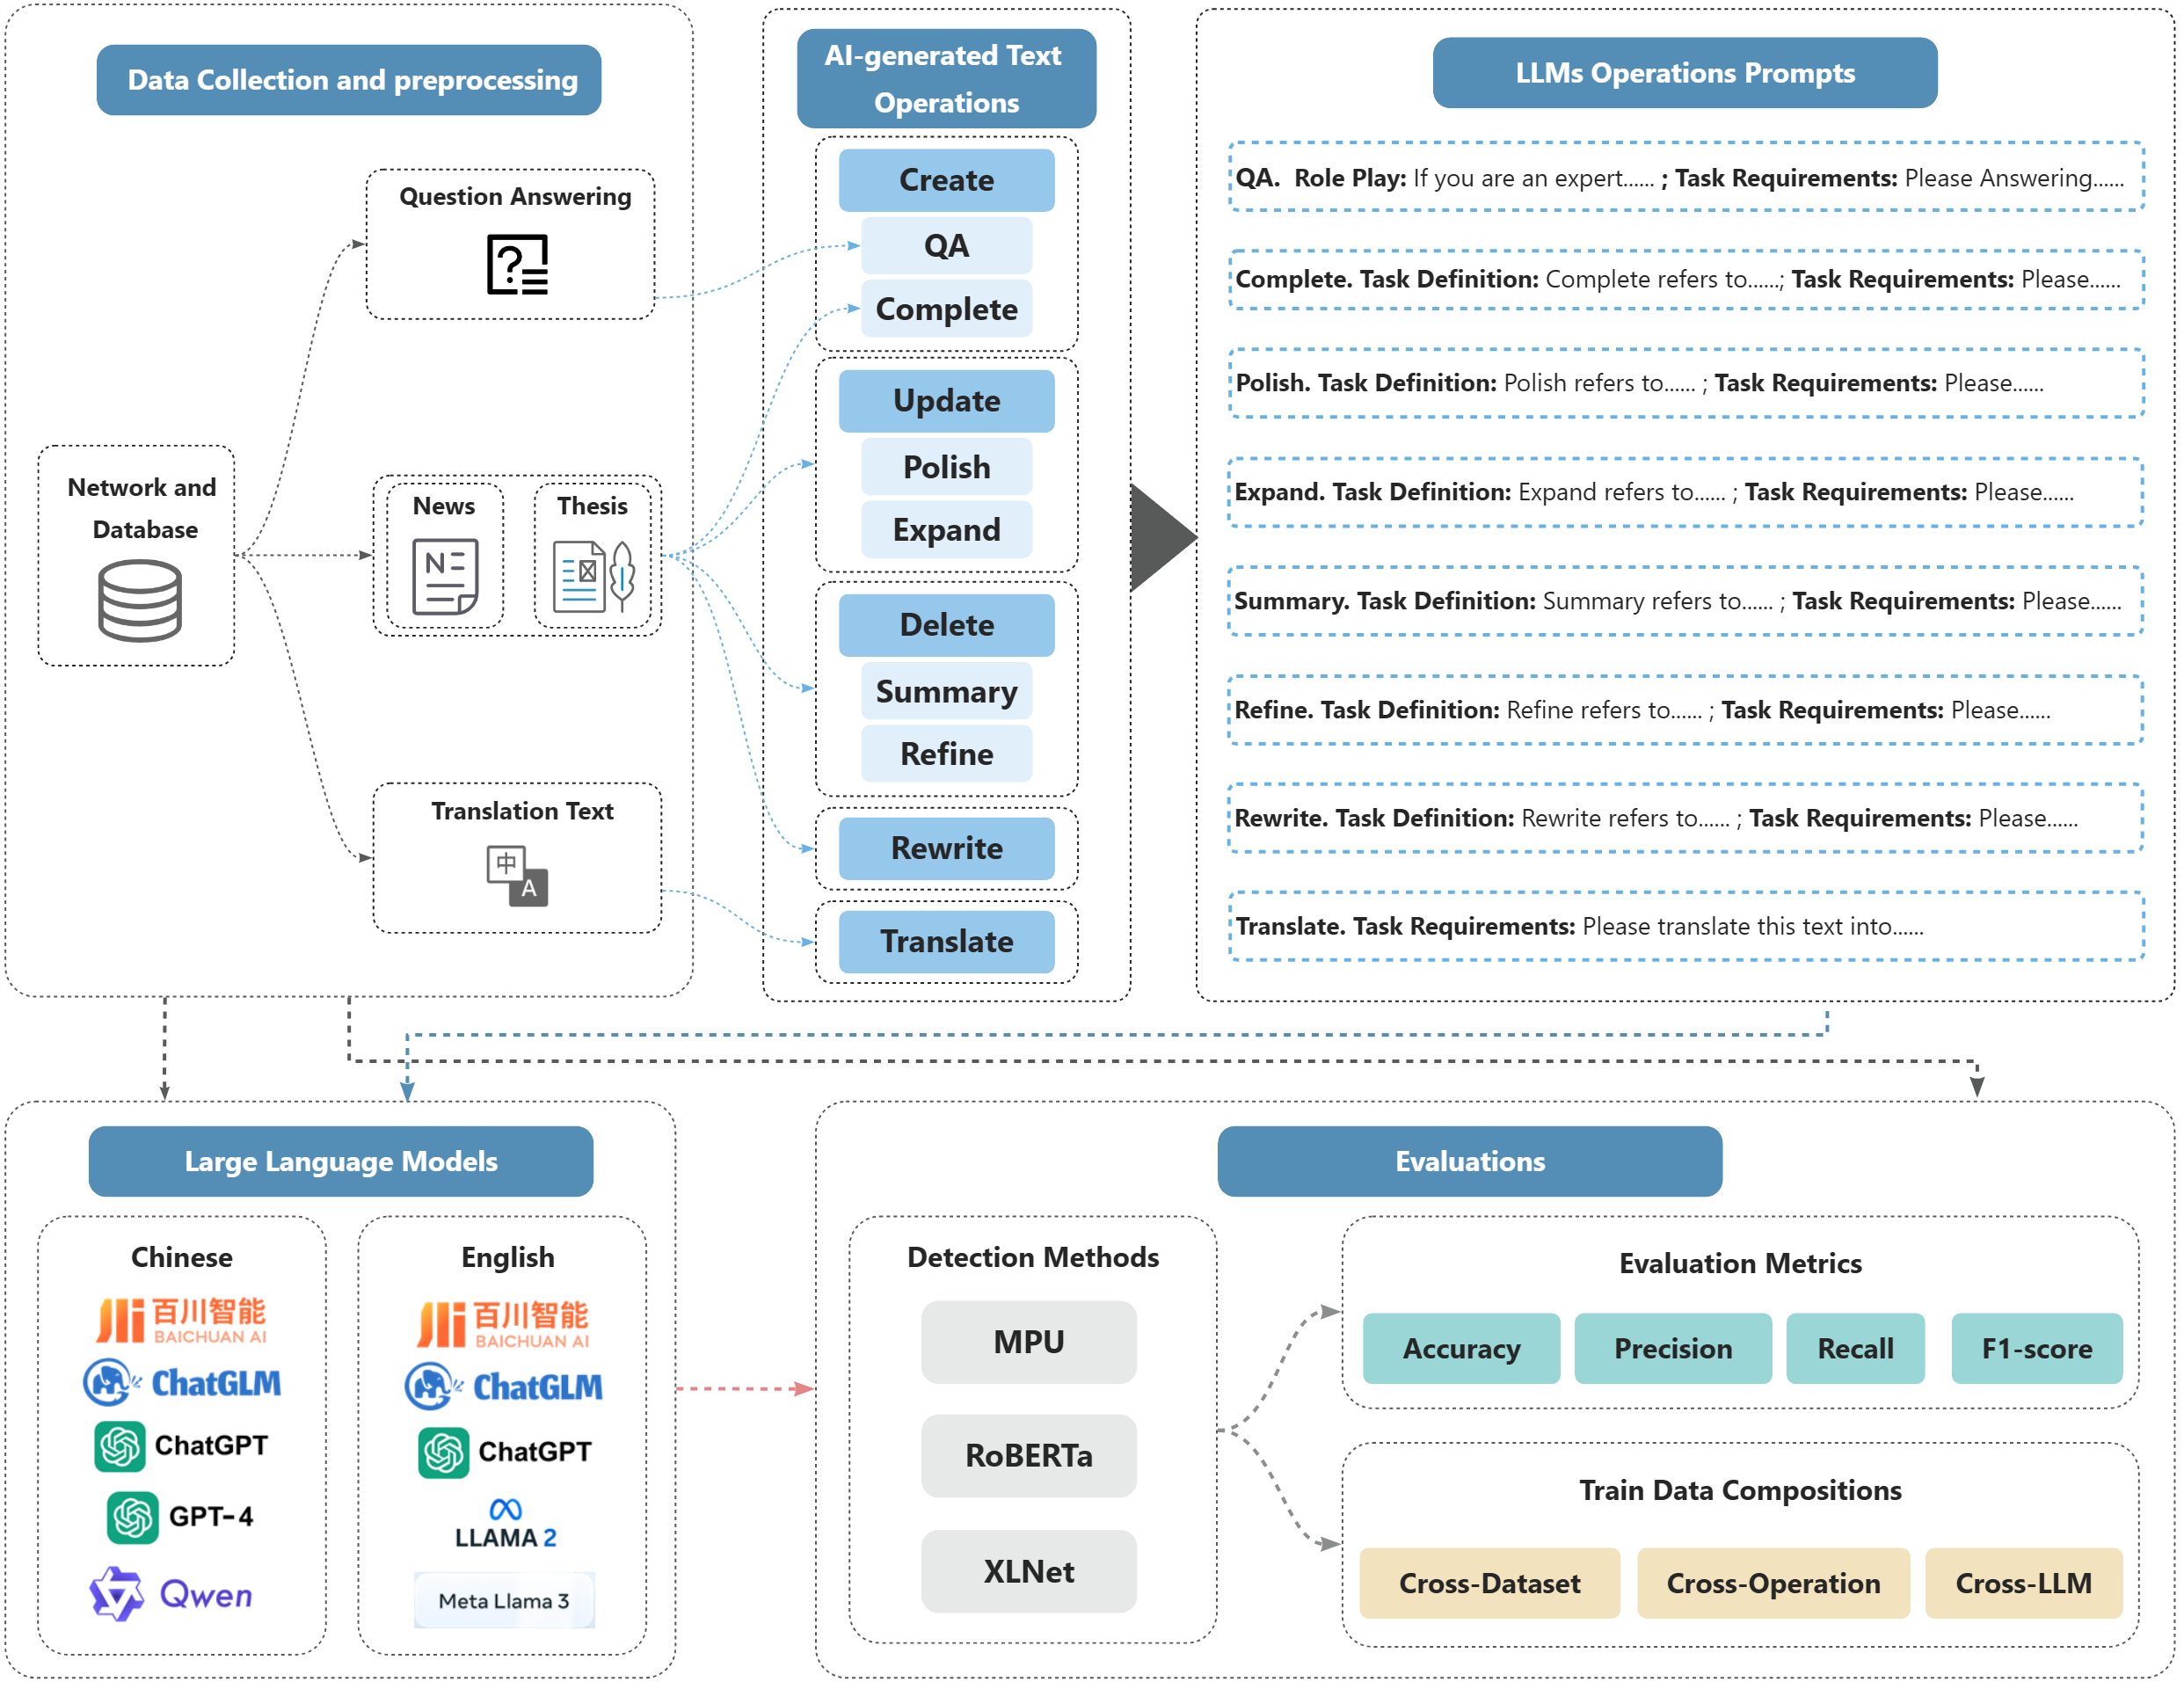 Data Collection and preprocessing
Question Answering
Network and
Database
News
N
Thesis
Translation Text
中
A
AI-generated Text
Operations
Create
QA
Complete
Update
Polish
Expand
Delete
Summary
Refine
Rewrite
Translate
LLMs Operations Prompts
QA. Role Play: If you are an expert...... ; Task Requirements: Please Answering......
Complete. Task Definition: Complete refers to......; Task Requirements: Please......
Polish. Task Definition: Polish refers to...... ; Task Requirements: Please......
Expand. Task Definition: Expand refers to...... ; Task Requirements: Please......
Summary. Task Definition: Summary refers to...... ; Task Requirements: Please......
Refine. Task Definition: Refine refers to...... ; Task Requirements: Please......
Rewrite. Task Definition: Rewrite refers to...... ; Task Requirements: Please......
Translate. Task Requirements: Please translate this text into......
Large Language Models
Chinese
百川智能
BAICHUAN AI
ChatGLM
ChatGPT
GPT-4
Qwen
English
百川智能
BAICHUAN AI
ChatGLM
ChatGPT
LLAMA 2
Meta Llama 3
Evaluations
Detection Methods
MPU
RoBERTa
XLNet
Evaluation Metrics
Accuracy
Precision
Recall
F1-score
Train Data Compositions
Cross-Dataset
Cross-Operation
Cross-LLM